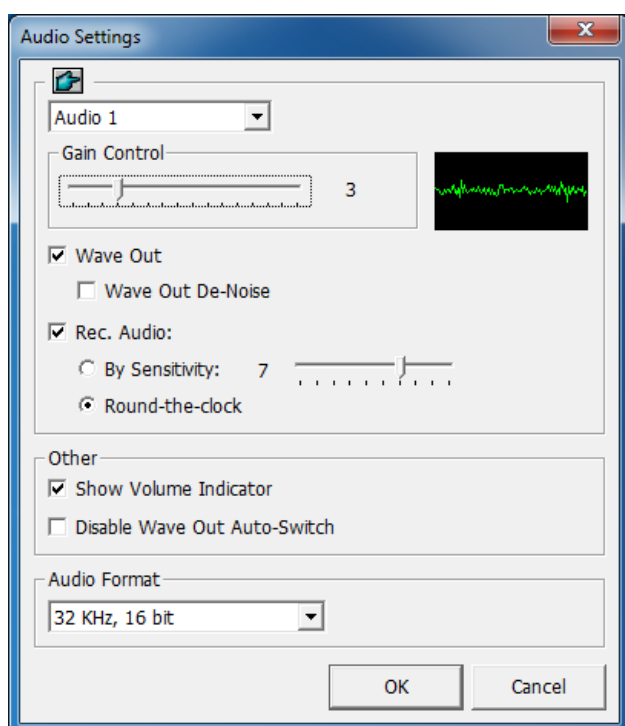 Audio Settings
Audio 1
Gain Control
3
Wave Out
Wave Out De-Noise
Rec. Audio:
By Sensitivity: 7
Round-the-clock
Other
Show Volume Indicator
Disable Wave Out Auto-Switch
Audio Format
32 KHz, 16 bit
OK Cancel